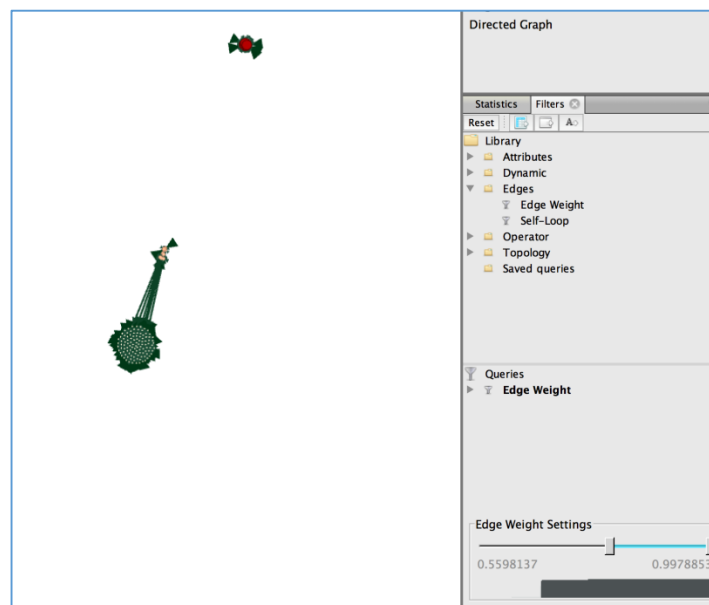 Directed Graph
Statistics Filters
Reset
Library
Attributes
Dynamic
Edges
Edge Weight
Self-Loop
Operator
Topology
Saved queries
Queries
Edge Weight
Edge Weight Settings
0.5598137 0.9978853